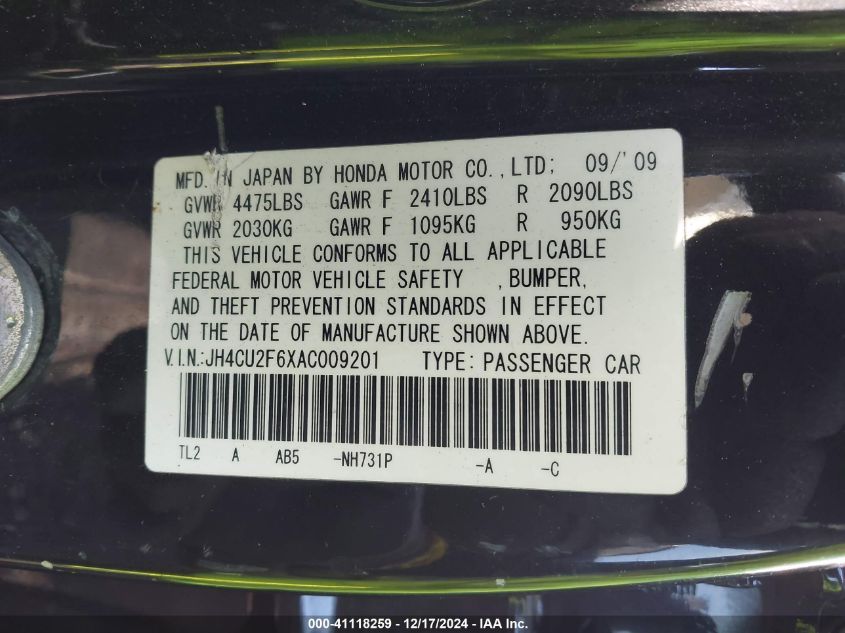 MFD. IN JAPAN BY HONDA MOTOR CO.,LTD; 09/'09
GVWR 4475LBS GAWR F 2410LBS R 2090LBS
GVWR 2030KG GAWR F 1095KG R 950KG
THIS VEHICLE CONFORMS TO ALL APPLICABLE
FEDERAL MOTOR VEHICLE SAFETY ,BUMPER,
AND THEFT PREVENTION STANDARDS IN EFFECT
ON THE DATE OF MANUFACTURE SHOWN ABOVE.
V.I.N.:JH4CU2F6XAC009201 TYPE: PASSENGER CAR
TL2 A AB5 -NH731P -A -C
000-41118259 - 12/17/2024 - IAA Inc.